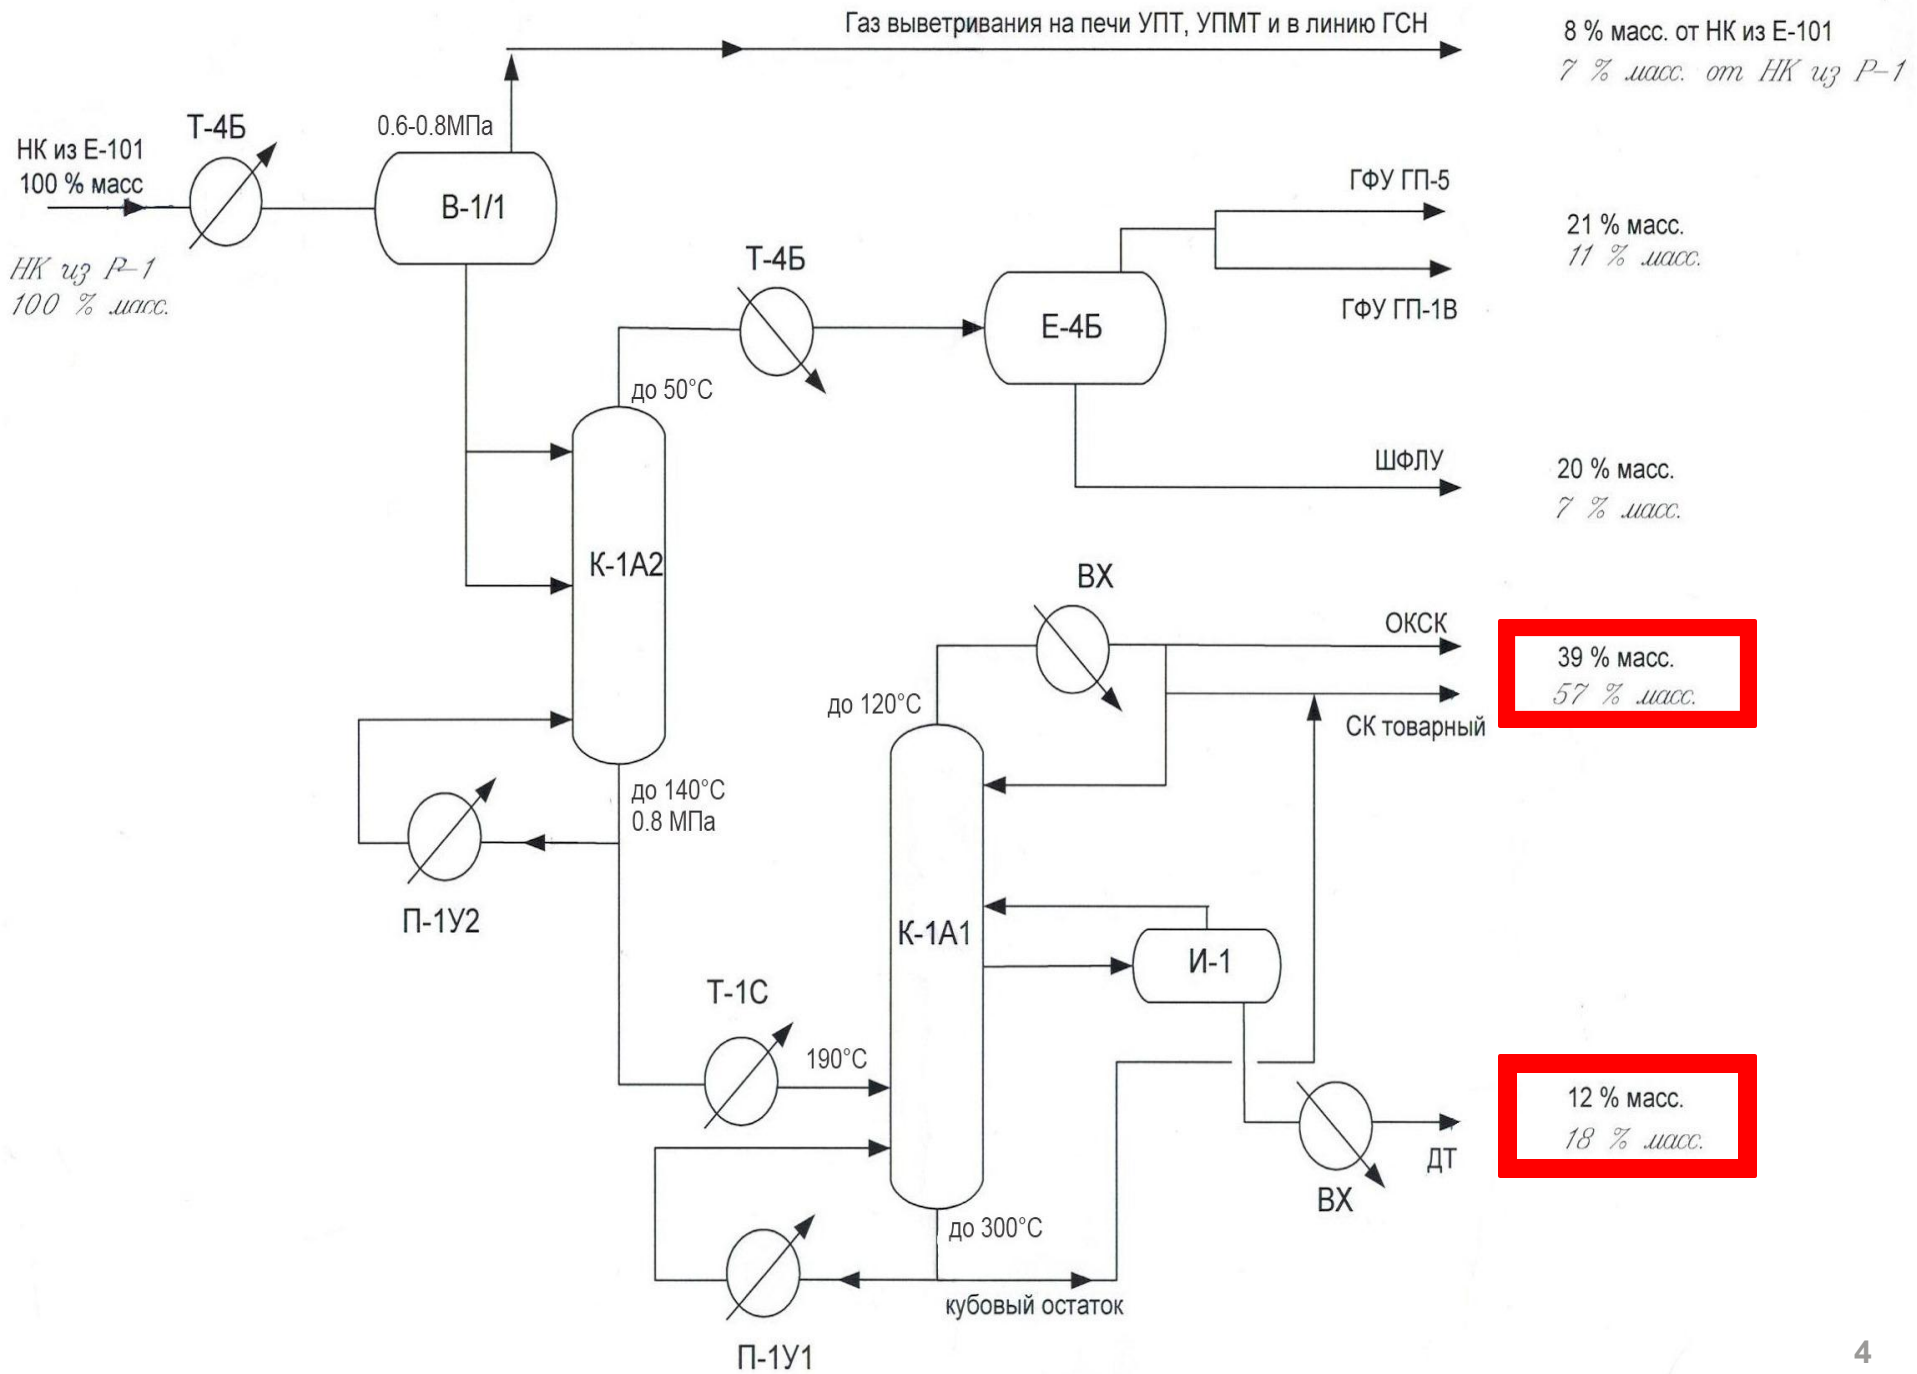 Газ выветривания на печи УПТ, УПМТ и в линию ГСН
8 % масс. от НК из Е-101
7 % масс. от НК из Р-1
Т-4Б
0.6-0.8МПа
НК из Е-101
100 % масс
В-1/1
НК из Р-1
100 % масс.
ГФУ ГП-5
21 % масс.
11 % масс.
Т-4Б
Е-4Б
ГФУ ГП-1В
до 50°С
ШФЛУ
20 % масс.
7 % масс.
К-1А2
ВХ
ОКСК
39 % масс.
57 % масс.
до 120°С
СК товарный
до 140°С
0.8 МПа
П-1У2
К-1А1
И-1
Т-1С
190°С
12 % масс.
18 % масс.
ДТ
ВХ
до 300°С
кубовый остаток
П-1У1
4